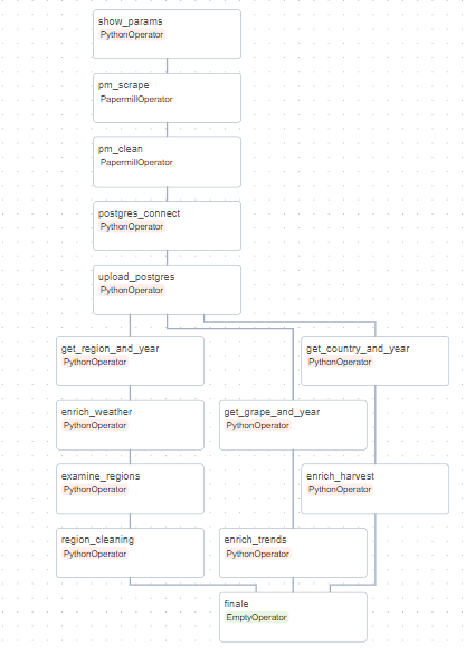 show_params
PythonOperator
pm_scrape
PapermillOperator
pm_clean
PapermillOperator
postgres_connect
PythonOperator
upload_postgres
PythonOperator
get_region_and_year
PythonOperator
get_country_and_year
PythonOperator
enrich_weather
PythonOperator
get_grape_and_year
PythonOperator
examine_regions
PythonOperator
enrich_harvest
PythonOperator
region_cleaning
PythonOperator
enrich_trends
PythonOperator
finale
EmptyOperator